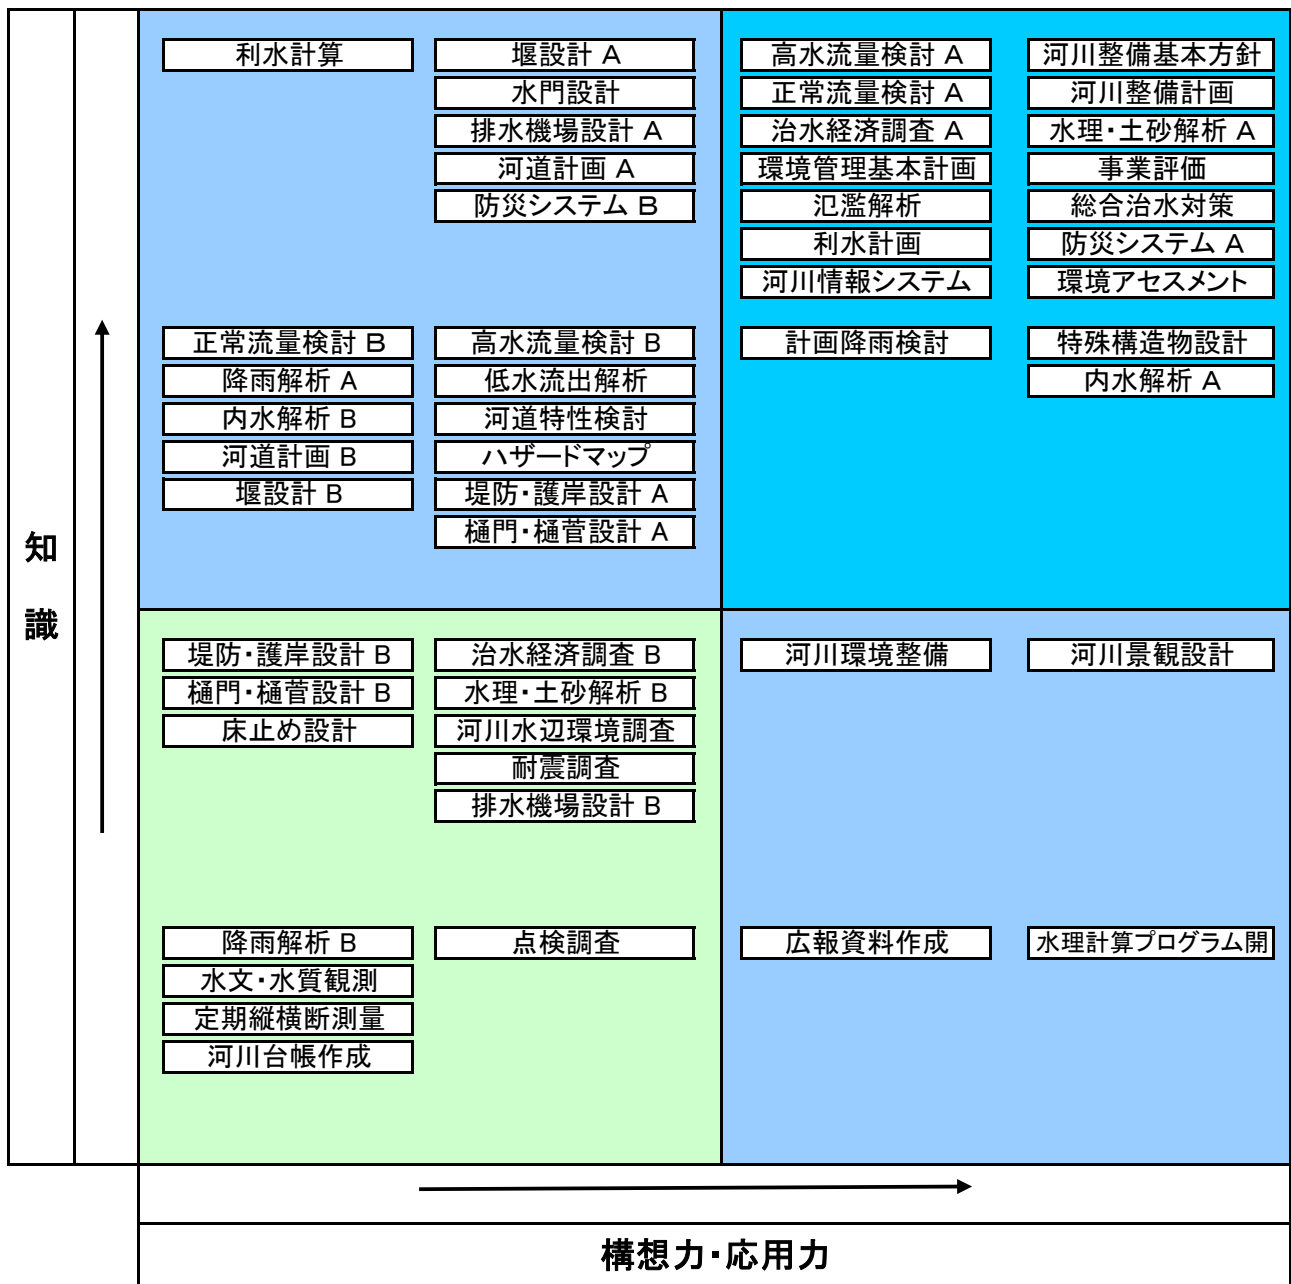 知
識
利水計算
堰設計 A
水門設計
排水機場設計 A
河道計画 A
防災システム B
高水流量検討 A
正常流量検討 A
治水経済調査 A
環境管理基本計画
氾濫解析
利水計画
河川情報システム
河川整備基本方針
河川整備計画
水理・土砂解析 A
事業評価
総合治水対策
防災システム A
環境アセスメント
正常流量検討 B
降雨解析 A
内水解析 B
河道計画 B
堰設計 B
高水流量検討 B
低水流出解析
河道特性検討
ハザードマップ
堤防・護岸設計 A
樋門・樋菅設計 A
計画降雨検討
特殊構造物設計
内水解析 A
堤防・護岸設計 B
樋門・樋菅設計 B
床止め設計
治水経済調査 B
水理・土砂解析 B
河川水辺環境調査
耐震調査
排水機場設計 B
河川環境整備
河川景観設計
降雨解析 B
水文・水質観測
定期縦横断測量
河川台帳作成
点検調査
広報資料作成
水理計算プログラム開
構想力・応用力